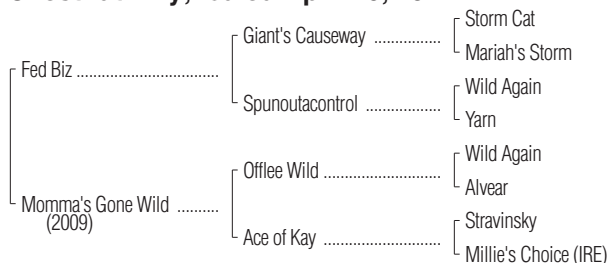 Storm Cat
Giant's Causeway ................
Mariah's Storm
Fed Biz ............................
Wild Again
Spunoutacontrol ...............
Yarn
Wild Again
Offlee Wild .......................
Alvear
Momma's Gone Wild ........
(2009)
Stravinsky
Ace of Kay ........................
Millie's Choice (IRE)